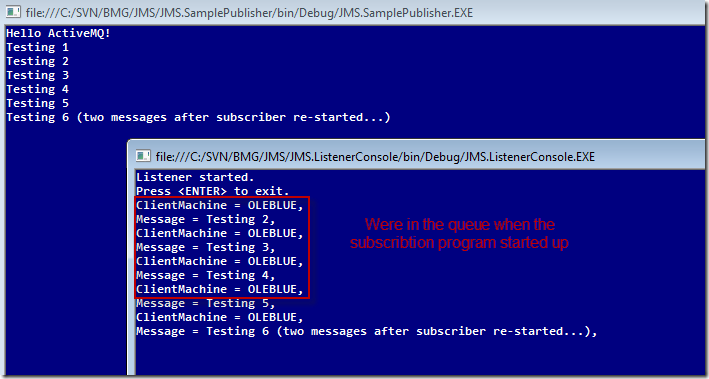 file:///C:/SVN/BMG/JMS/JMS.SamplePublisher/bin/Debug/JMS.SamplePublisher.EXE
Hello ActiveMQ!
Testing 1
Testing 2
Testing 3
Testing 4
Testing 5
Testing 6 (two messages after subscriber re-started...)
file:///C:/SVN/BMG/JMS/JMS.ListenerConsole/bin/Debug/JMS.ListenerConsole.EXE
Listener started.
Press <ENTER> to exit.
ClientMachine = OLEBLUE,
Message = Testing 2,
ClientMachine = OLEBLUE,
Message = Testing 3,
ClientMachine = OLEBLUE,
Message = Testing 4,
ClientMachine = OLEBLUE,
Message = Testing 5,
ClientMachine = OLEBLUE,
Message = Testing 6 (two messages after subscriber re-started...),
Were in the queue when the
subscribtion program started up